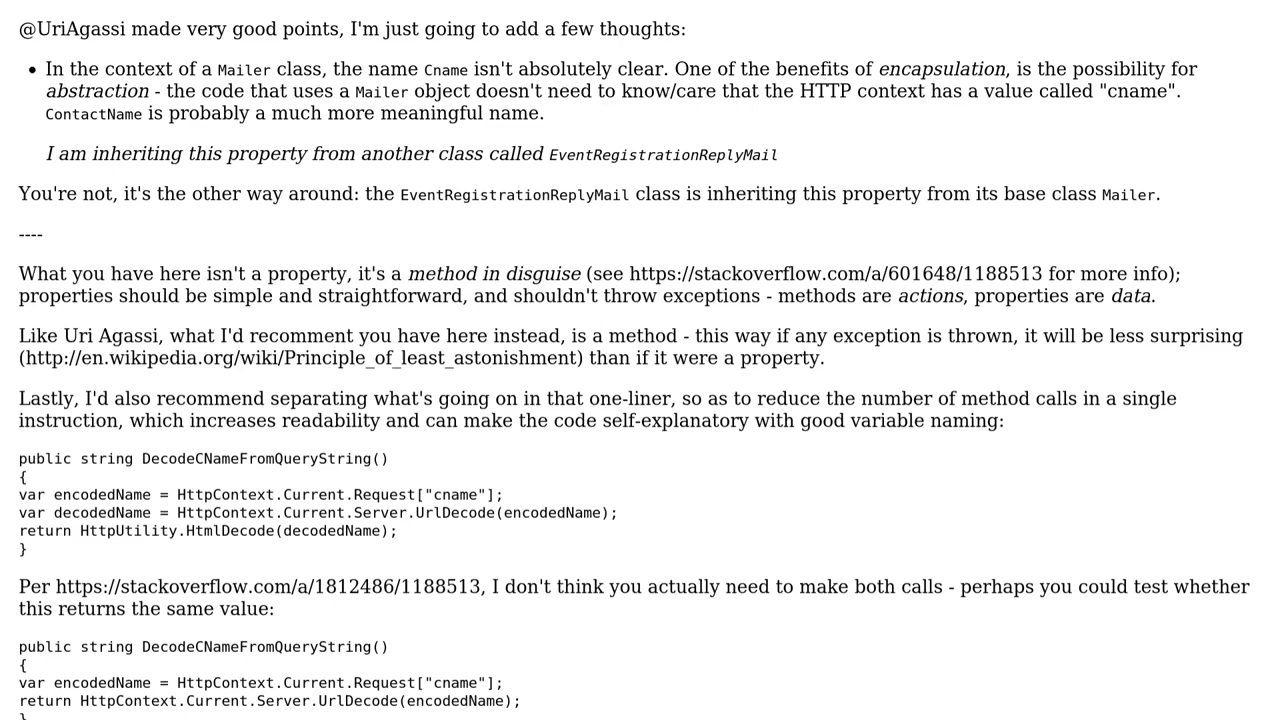 @UriAgassi made very good points, I'm just going to add a few thoughts:
• In the context of a Mailer class, the name Cname isn't absolutely clear. One of the benefits of encapsulation, is the possibility for
abstraction - the code that uses a Mailer object doesn't need to know/care that the HTTP context has a value called "cname".
ContactName is probably a much more meaningful name.
I am inheriting this property from another class called EventRegistrationReplyMail
You're not, it's the other way around: the EventRegistrationReplyMail class is inheriting this property from its base class Mailer.
----
What you have here isn't a property, it's a method in disguise (see https://stackoverflow.com/a/601648/1188513 for more info);
properties should be simple and straightforward, and shouldn't throw exceptions - methods are actions, properties are data.
Like Uri Agassi, what I'd recomment you have here instead, is a method - this way if any exception is thrown, it will be less surprising
(http://en.wikipedia.org/wiki/Principle_of_least_astonishment) than if it were a property.
Lastly, I'd also recommend separating what's going on in that one-liner, so as to reduce the number of method calls in a single
instruction, which increases readability and can make the code self-explanatory with good variable naming:
public string DecodeCNameFromQueryString()
{
var encodedName = HttpContext.Current.Request["cname"];
var decodedName = HttpContext.Current.Server.UrlDecode(encodedName);
return HttpUtility.HtmlDecode(decodedName);
}
Per https://stackoverflow.com/a/1812486/1188513, I don't think you actually need to make both calls - perhaps you could test whether
this returns the same value:
public string DecodeCNameFromQueryString()
{
var encodedName = HttpContext.Current.Request["cname"];
return HttpContext.Current.Server.UrlDecode(encodedName);
}